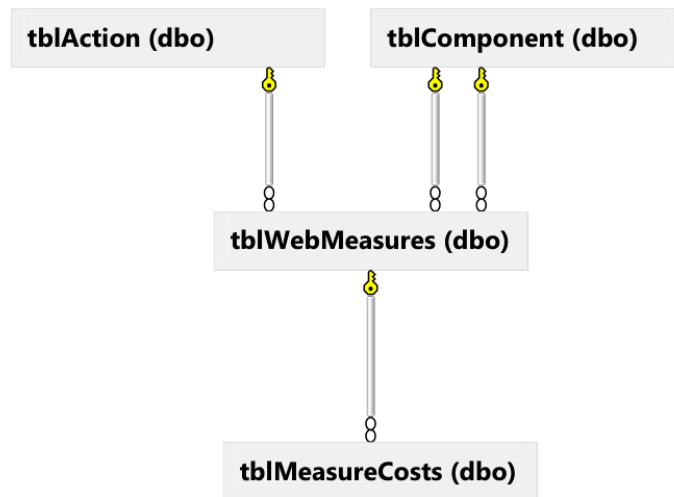 tblAction (dbo)
tblComponent (dbo)
tblWebMeasures (dbo)
tblMeasureCosts (dbo)